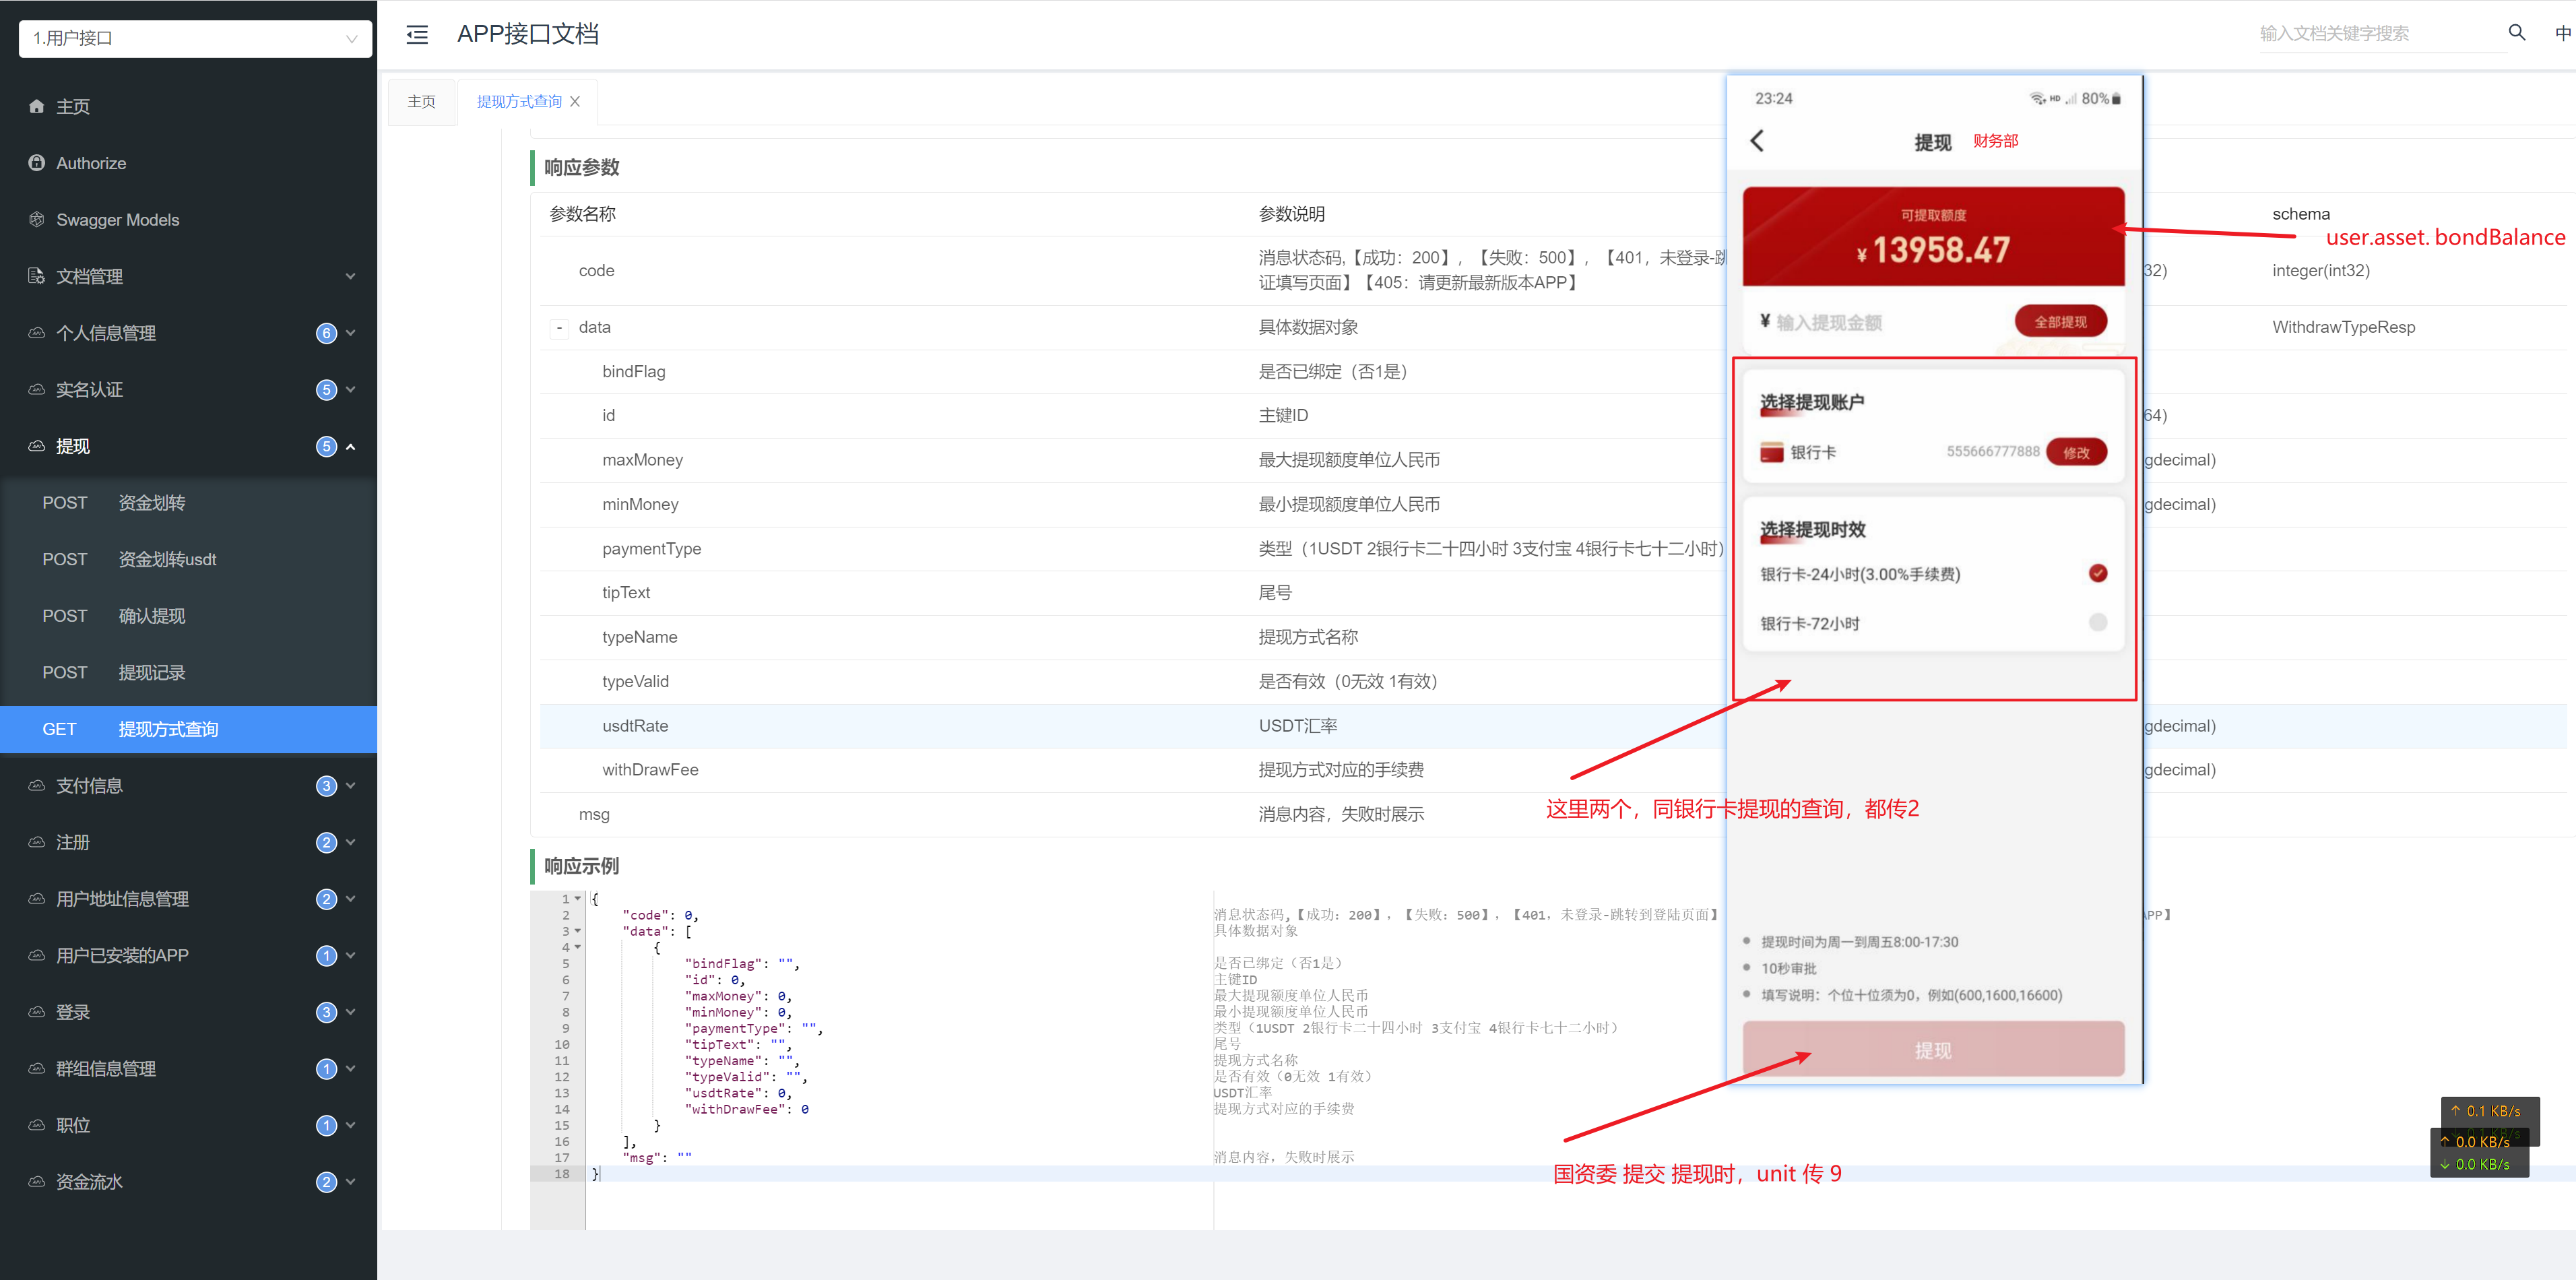 1.用户接口
APP接口文档
输入文档关键字搜索
中
主页
Authorize
Swagger Models
文档管理
个人信息管理 6
实名认证 5
提现 5
POST 资金划转
POST 资金划转usdt
POST 确认提现
POST 提现记录
GET 提现方式查询
支付信息 3
注册 2
用户地址信息管理 2
用户已安装的APP 1
登录 3
群组信息管理 1
职位 1
资金流水 2
主页
提现方式查询
响应参数
参数名称 参数说明 schema
code 消息状态码,【成功：200】，【失败：500】，【401，未登录-跳
证填写页面】【405：请更新最新版本APP】 32) integer(int32)
- data 具体数据对象 WithdrawTypeResp
bindFlag 是否已绑定（否1是）
id 主键ID 64)
maxMoney 最大提现额度单位人民币 gdecimal)
minMoney 最小提现额度单位人民币 gdecimal)
paymentType 类型（1USDT 2银行卡二十四小时 3支付宝 4银行卡七十二小时）
tipText 尾号
typeName 提现方式名称
typeValid 是否有效（0无效 1有效）
usdtRate USDT汇率 gdecimal)
withDrawFee 提现方式对应的手续费 gdecimal)
msg 消息内容，失败时展示
响应示例
1 {
2 "code": 0, 消息状态码,【成功：200】，【失败：500】，【401，未登录-跳转到登陆页面】 APP】
3 "data": [ 具体数据对象
4 {
5 "bindFlag": "", 是否已绑定（否1是）
6 "id": 0, 主键ID
7 "maxMoney": 0, 最大提现额度单位人民币
8 "minMoney": 0, 最小提现额度单位人民币
9 "paymentType": "", 类型（1USDT 2银行卡二十四小时 3支付宝 4银行卡七十二小时）
10 "tipText": "", 尾号
11 "typeName": "", 提现方式名称
12 "typeValid": "", 是否有效（0无效 1有效）
13 "usdtRate": 0, USDT汇率
14 "withDrawFee": 0 提现方式对应的手续费
15 }
16 ],
17 "msg": "" 消息内容，失败时展示
18 }
23:24 HD 80%
提现 财务部
可提取额度
¥ 13958.47
user.asset. bondBalance
¥ 输入提现金额 全部提现
选择提现账户
银行卡 555666777888 修改
选择提现时效
银行卡-24小时(3.00%手续费)
银行卡-72小时
这里两个，同银行卡提现的查询，都传2
提现时间为周一到周五8:00-17:30
10秒审批
填写说明：个位十位须为0，例如(600,1600,16600)
提现
国资委 提交 提现时，unit 传 9
↑ 0.1 KB/s
↑ 0.0 KB/s
↓ 0.0 KB/s